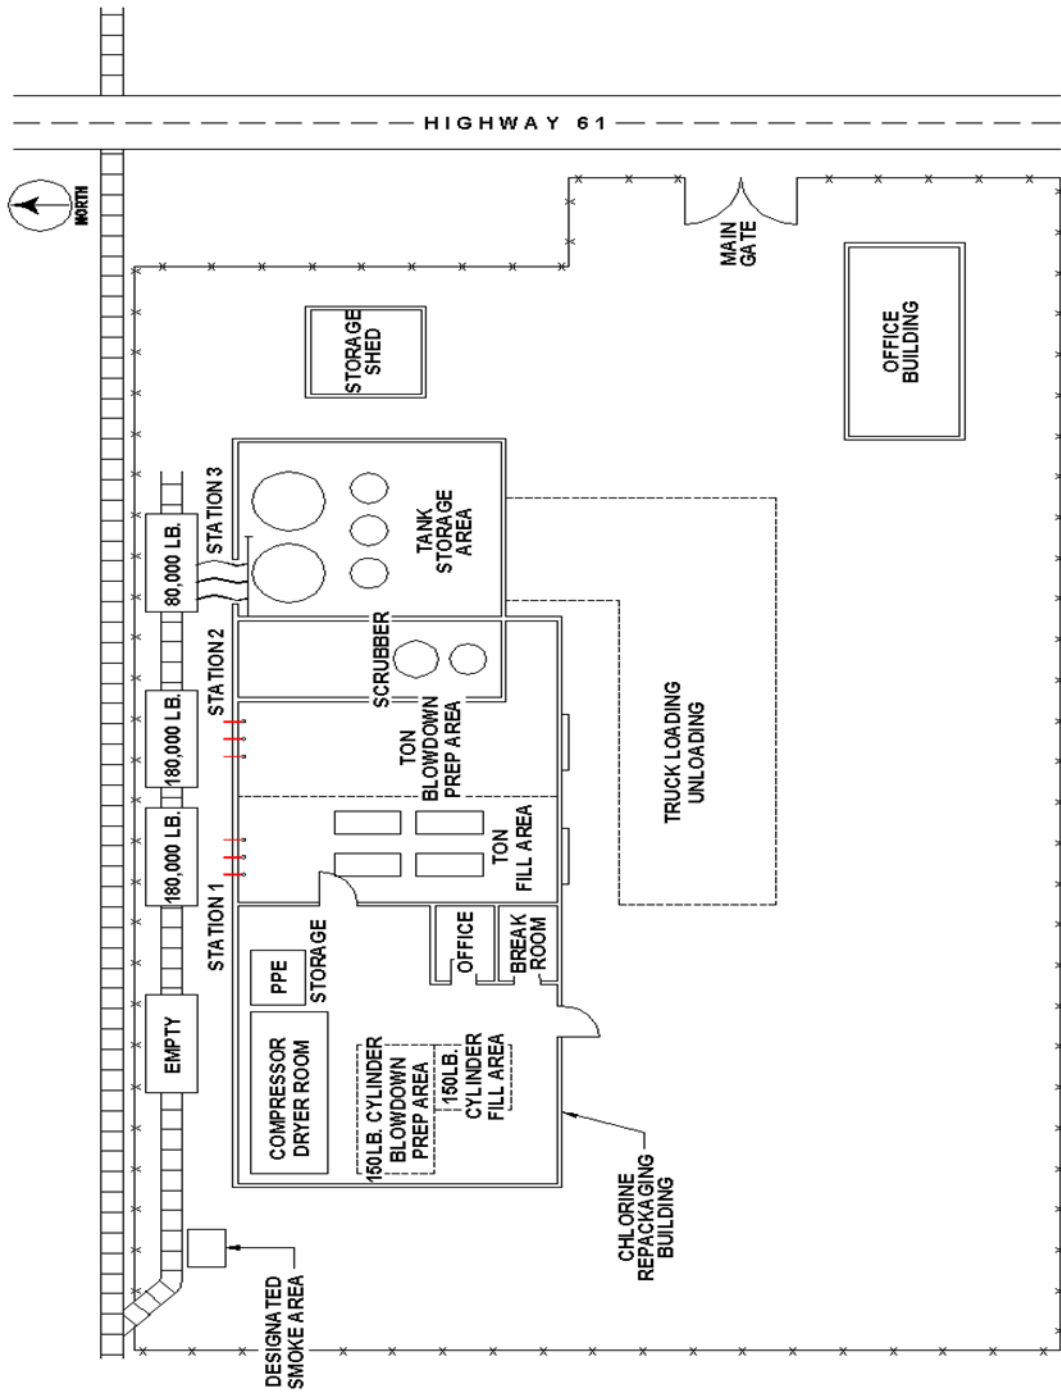 HIGHWAY 61
NORTH
MAIN
GATE
STORAGE
SHED
OFFICE
BUILDING
80,000 LB.
STATION 3
TANK
STORAGE
AREA
180,000 LB.
STATION 2
SCRUBBER
TON
BLOWDOWN
PREP AREA
TRUCK LOADING
UNLOADING
180,000 LB.
STATION 1
TON
FILL AREA
PPE
STORAGE
OFFICE
BREAK
ROOM
EMPTY
COMPRESSOR
DRYER ROOM
150LB. CYLINDER
BLOWDOWN
PREP AREA
150LB.
CYLINDER
FILL AREA
CHLORINE
REPACKAGING
BUILDING
DESIGNATED
SMOKE AREA